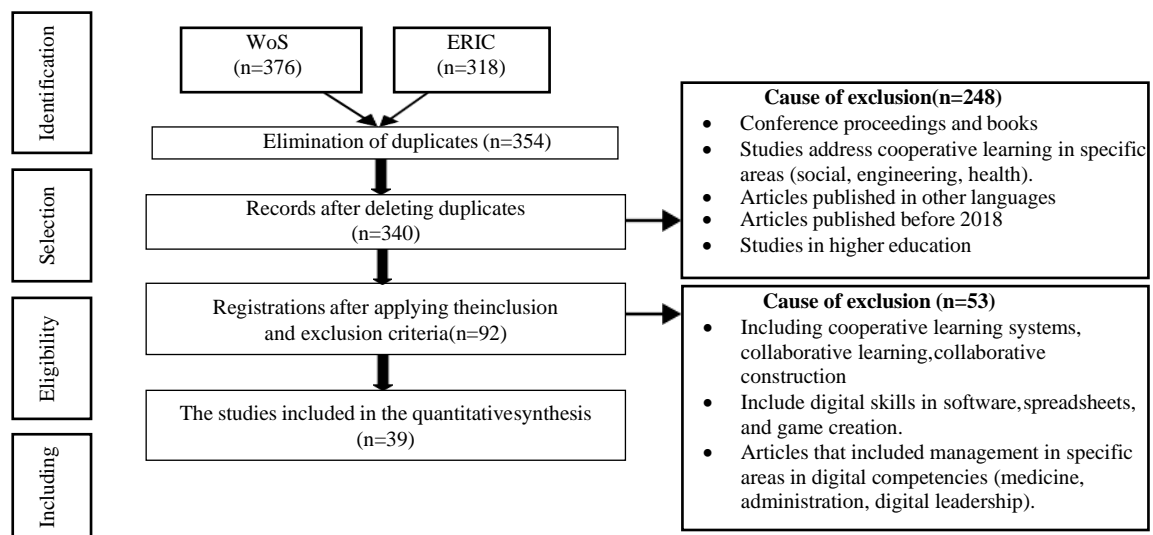 Identification
WoS
(n=376)
ERIC
(n=318)
Elimination of duplicates (n=354)
Selection
Records after deleting duplicates
(n=340)
Cause of exclusion(n=248)
• Conference proceedings and books
• Studies address cooperative learning in specific
areas (social, engineering, health).
• Articles published in other languages
• Articles published before 2018
• Studies in higher education
Eligibility
Registrations after applying theinclusion
and exclusion criteria(n=92)
Cause of exclusion (n=53)
• Including cooperative learning systems,
collaborative learning,collaborative
construction
• Include digital skills in software,spreadsheets,
and game creation.
• Articles that included management in specific
areas in digital competencies (medicine,
administration, digital leadership).
Including
The studies included in the quantitativesynthesis
(n=39)